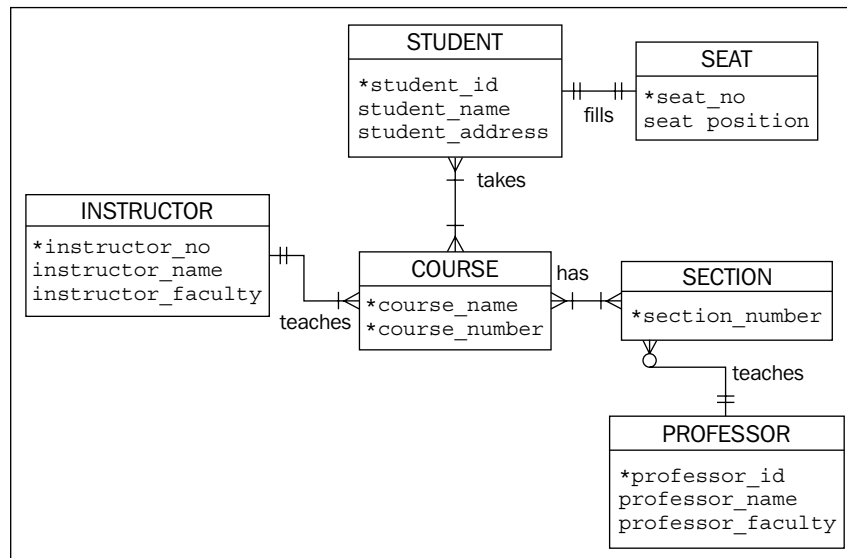 STUDENT
*student_id
student_name
student_address
SEAT
*seat_no
seat position
fills
takes
INSTRUCTOR
*instructor_no
instructor_name
instructor_faculty
teaches
COURSE
*course_name
*course_number
has
SECTION
*section_number
teaches
PROFESSOR
*professor_id
professor_name
professor_faculty